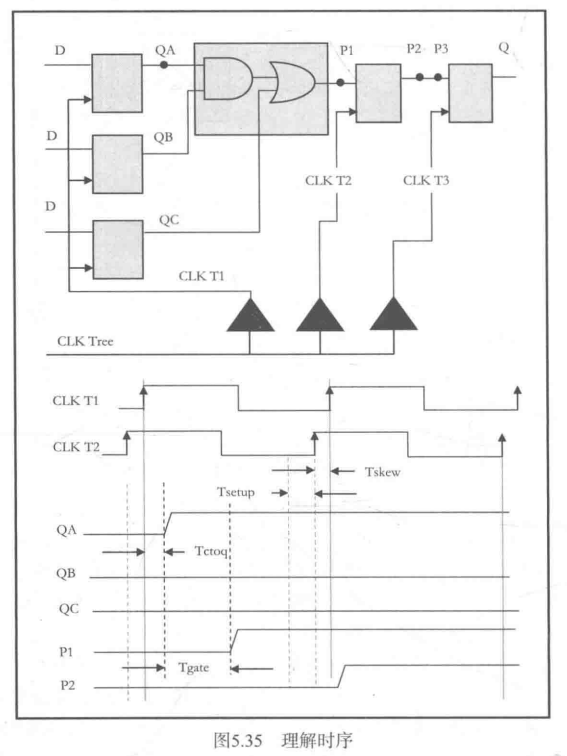 D QA P1 P2 P3 Q
D QB
CLK T2 CLK T3
D QC
CLK T1
CLK Tree
CLK T1
CLK T2
Tskew
Tsetup
QA
Tctoq
QB
QC
P1
Tgate
P2
图5.35 理解时序